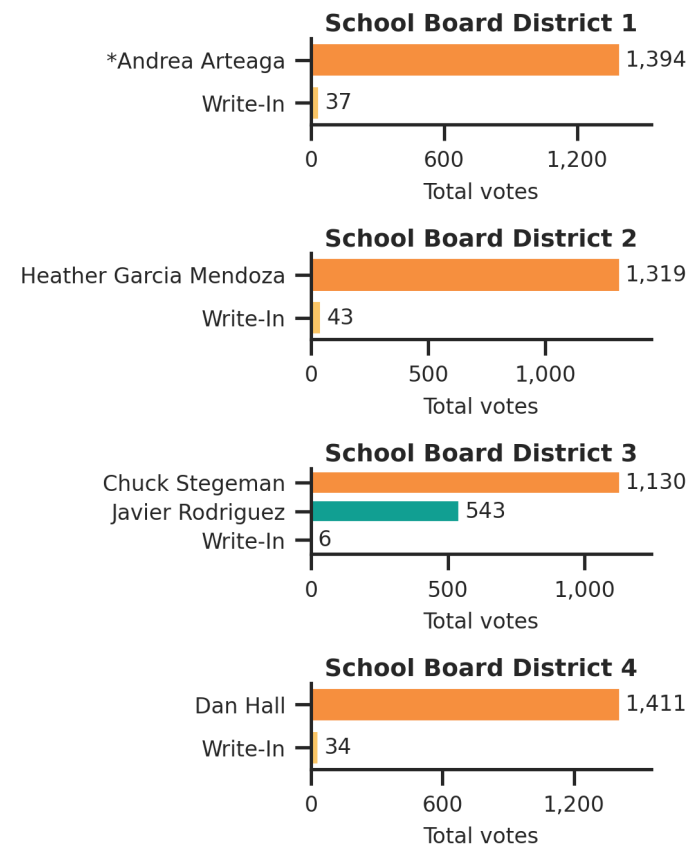 School Board District 1
*Andrea Arteaga 1,394
Write-In 37
0 600 1,200
Total votes
School Board District 2
Heather Garcia Mendoza 1,319
Write-In 43
0 500 1,000
Total votes
School Board District 3
Chuck Stegeman 1,130
Javier Rodriguez 543
Write-In 6
0 500 1,000
Total votes
School Board District 4
Dan Hall 1,411
Write-In 34
0 600 1,200
Total votes